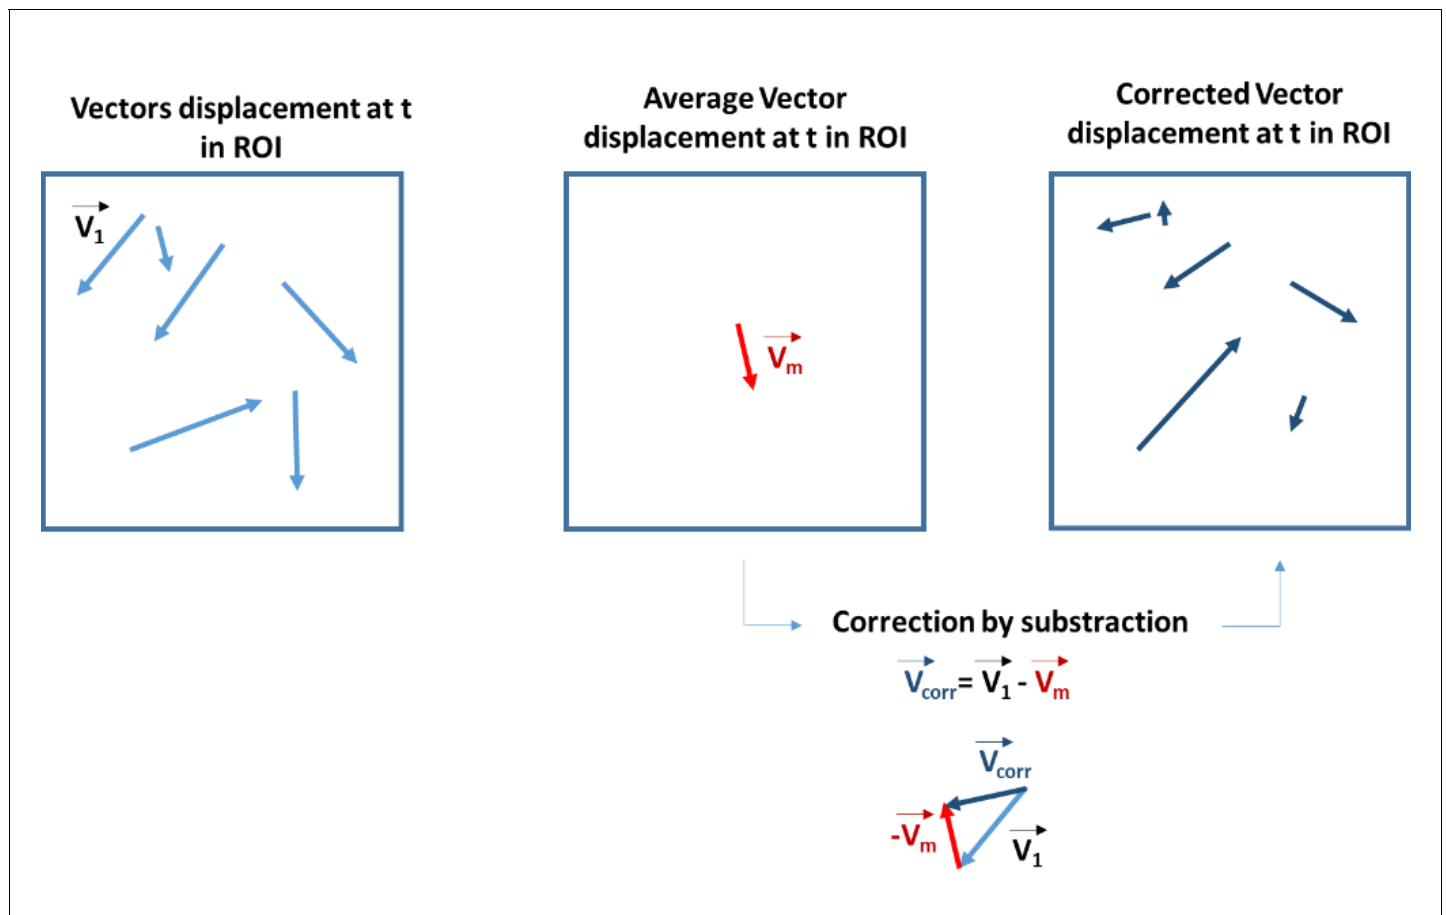 Vectors displacement at t
in ROI
V1
Average Vector
displacement at t in ROI
Vm
Corrected Vector
displacement at t in ROI
Correction by substraction
Vcorr= V1 - Vm
Vcorr
-Vm
V1